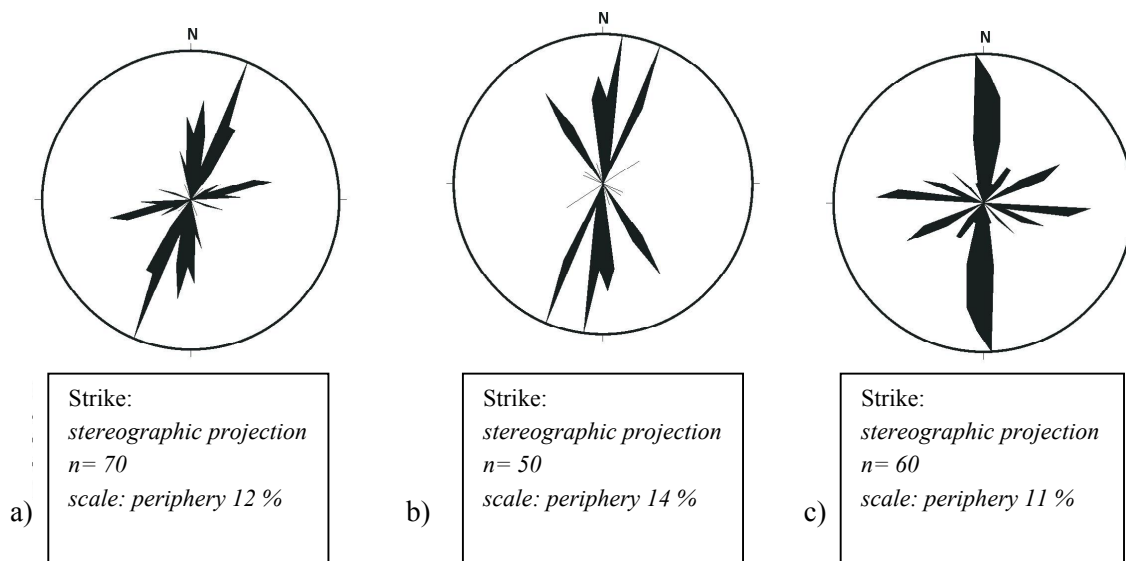 N
N
N
Strike:
stereographic projection
n= 70
scale: periphery 12 %
a)
Strike:
stereographic projection
n= 50
scale: periphery 14 %
b)
Strike:
stereographic projection
n= 60
scale: periphery 11 %
c)